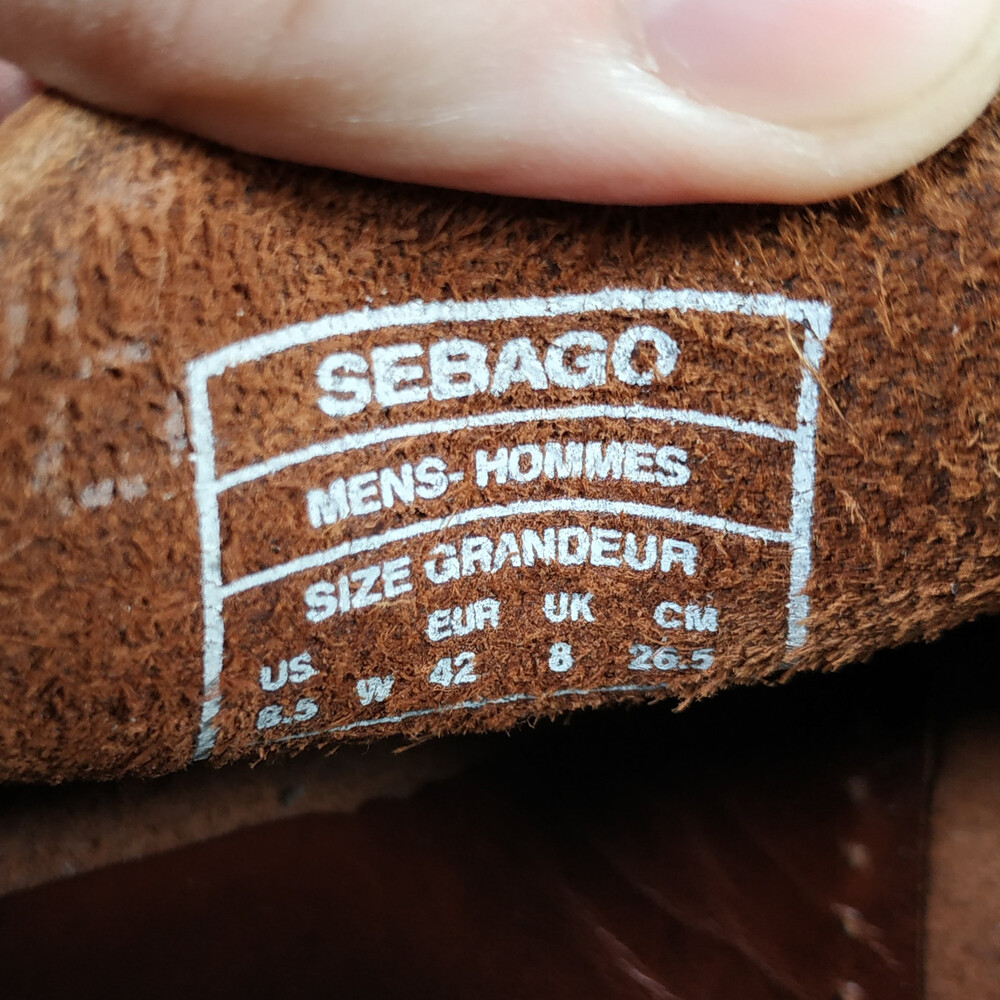 SEBAGO
MENS-HOMMES
SIZE GRANDEUR
US EUR UK CM
8.5 W 42 8 26.5